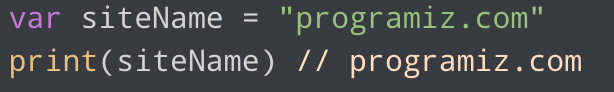 var siteName = "programiz.com"
print(siteName) // programiz.com